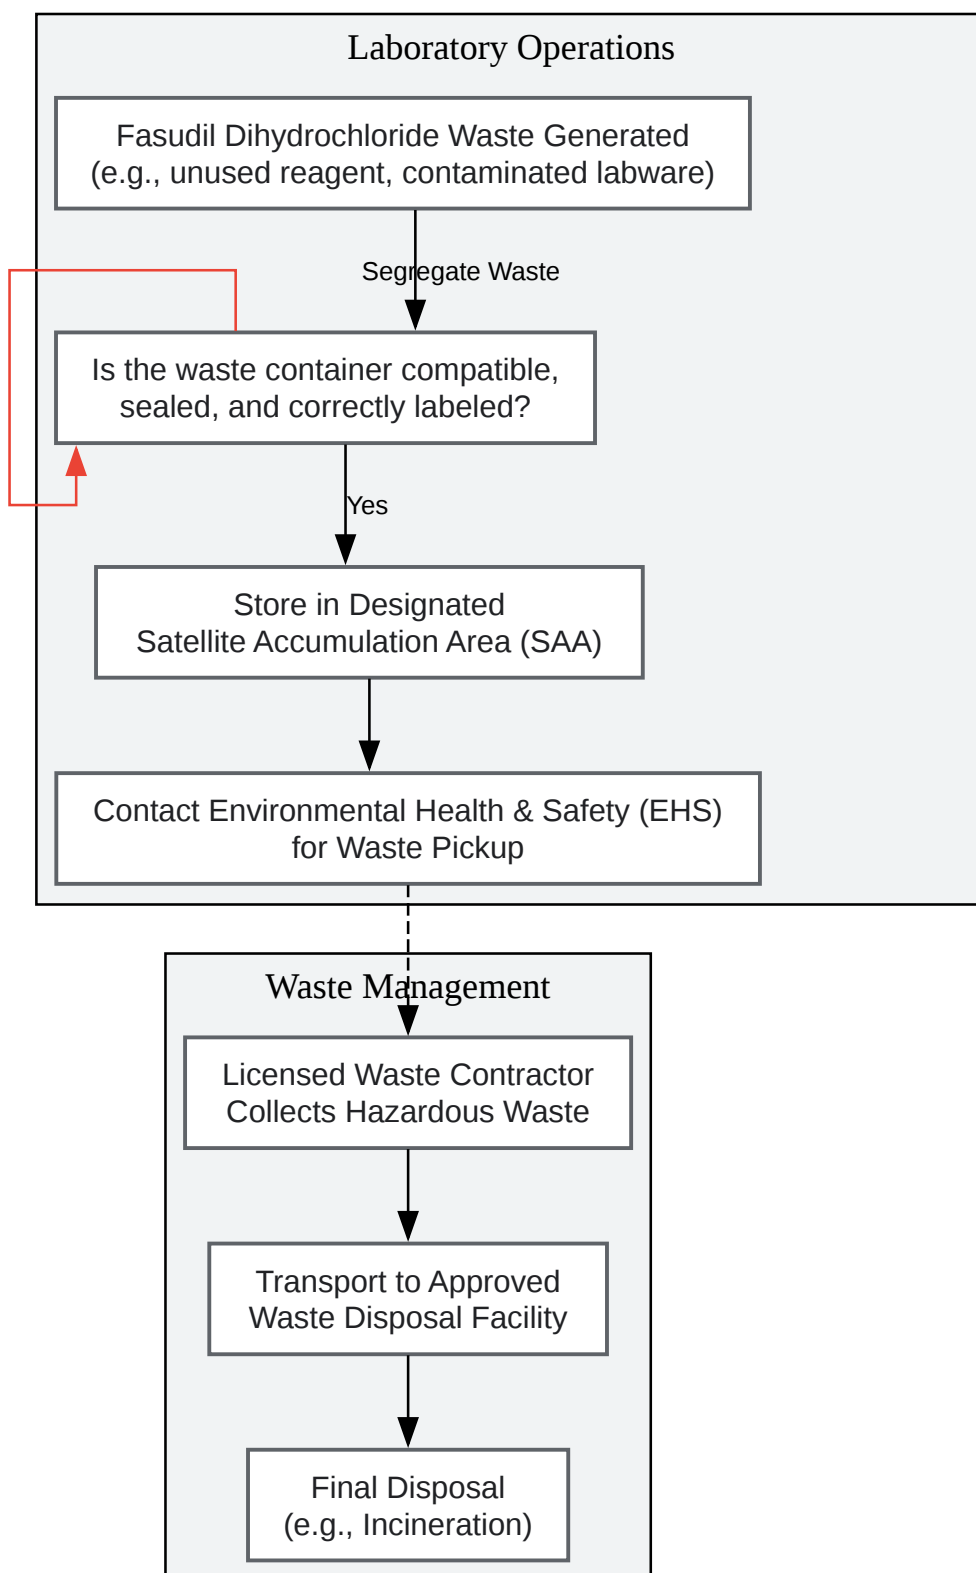 Laboratory Operations
Fasudil Dihydrochloride Waste Generated
(e.g., unused reagent, contaminated labware)
Segregate Waste
Is the waste container compatible,
sealed, and correctly labeled?
Yes
Store in Designated
Satellite Accumulation Area (SAA)
Contact Environmental Health & Safety (EHS)
for Waste Pickup
Waste Management
Licensed Waste Contractor
Collects Hazardous Waste
Transport to Approved
Waste Disposal Facility
Final Disposal
(e.g., Incineration)